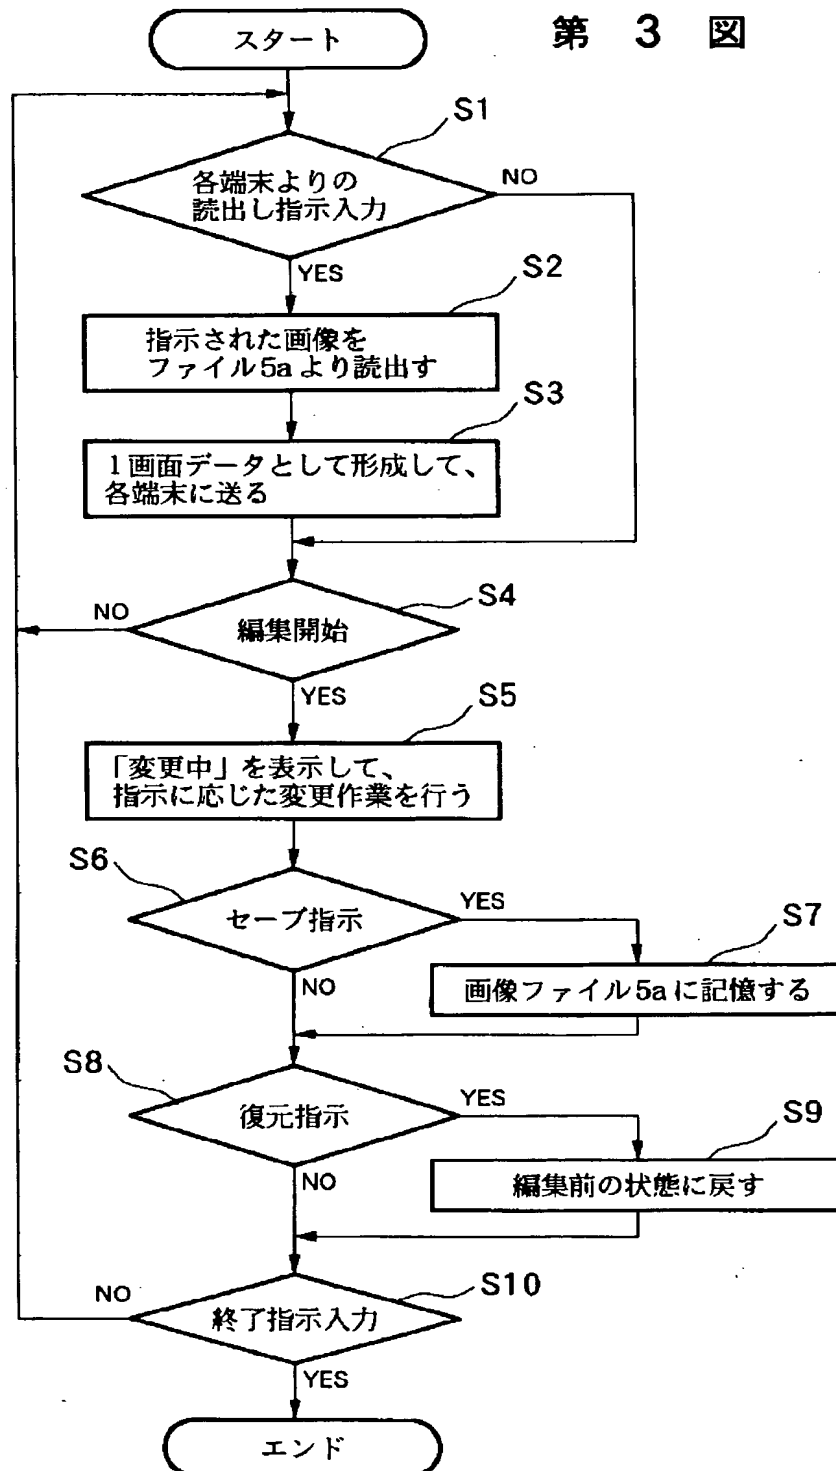 第 3 図
スタート
S1
各端末よりの
読出し指示入力
NO
YES
S2
指示された画像を
ファイル5aより読出す
S3
1画面データとして形成して、
各端末に送る
S4
NO
編集開始
YES
S5
「変更中」を表示して、
指示に応じた変更作業を行う
S6
セーブ指示
YES
S7
NO
画像ファイル5aに記憶する
S8
復元指示
YES
S9
NO
編集前の状態に戻す
S10
NO
終了指示入力
YES
エンド